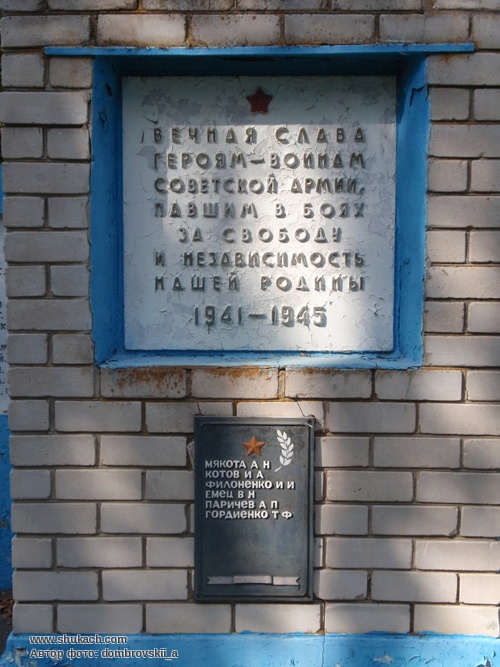 ВЕЧНАЯ СЛАВА
ГЕРОЯМ—ВОИНАМ
СОВЕТСКОЙ АРМИИ,
ПАВШИМ В БОЯХ
ЗА СВОБОДУ
И НЕЗАВИСИМОСТЬ
НАШЕЙ РОДИНЫ
1941—1945
МЯКОТА А Н
КОТОВ И А
ФИЛОНЕНКО И И
ЕМЕЦ В Н
ПАРИЧЕВ А П
ГОРДИЕНКО Т Ф
www.shukach.com
Автор фото: dombrovskii_a